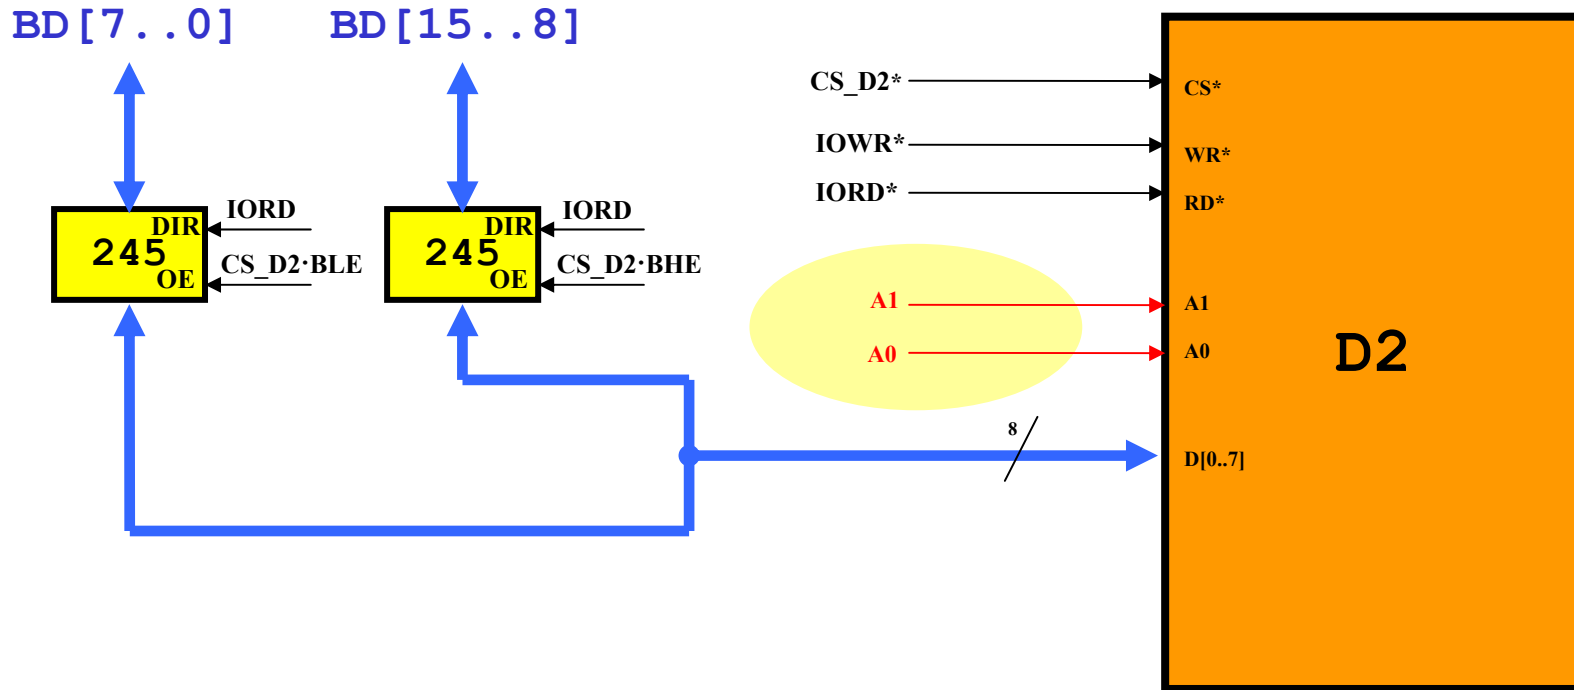 BD[7..0] BD[15..8]
CS_D2*
CS*
IOWR*
WR*
IORD*
RD*
IORD
DIR
245
OE
CS_D2·BLE
IORD
DIR
245
OE
CS_D2·BHE
A1
A1
A0
A0
D2
8
D[0..7]